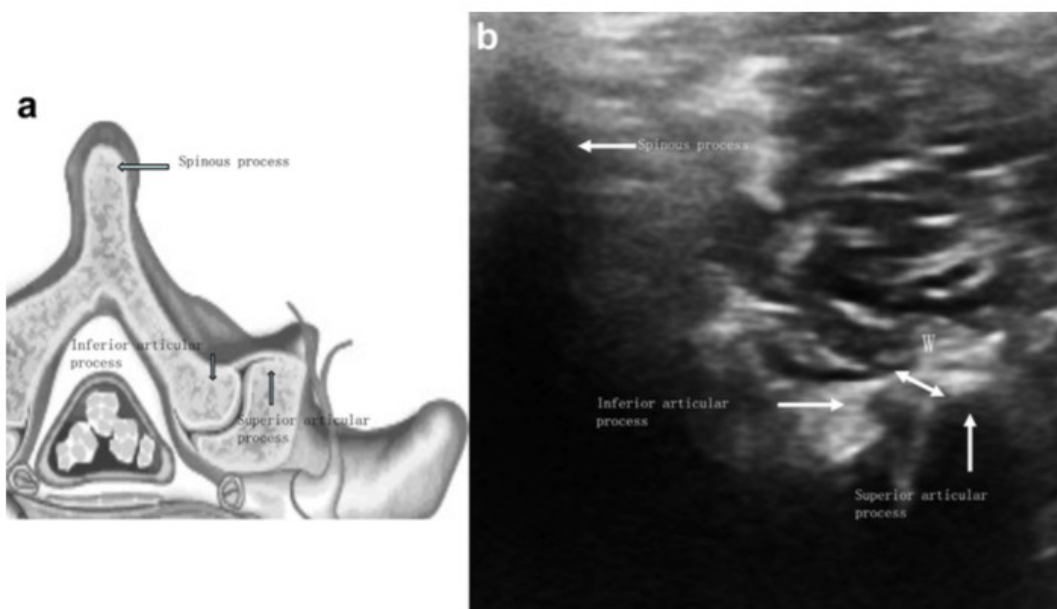 a
Spinous process
Inferior articular
process
Superior articular
process
b
Spinous process
W
Inferior articular
process
Superior articular
process